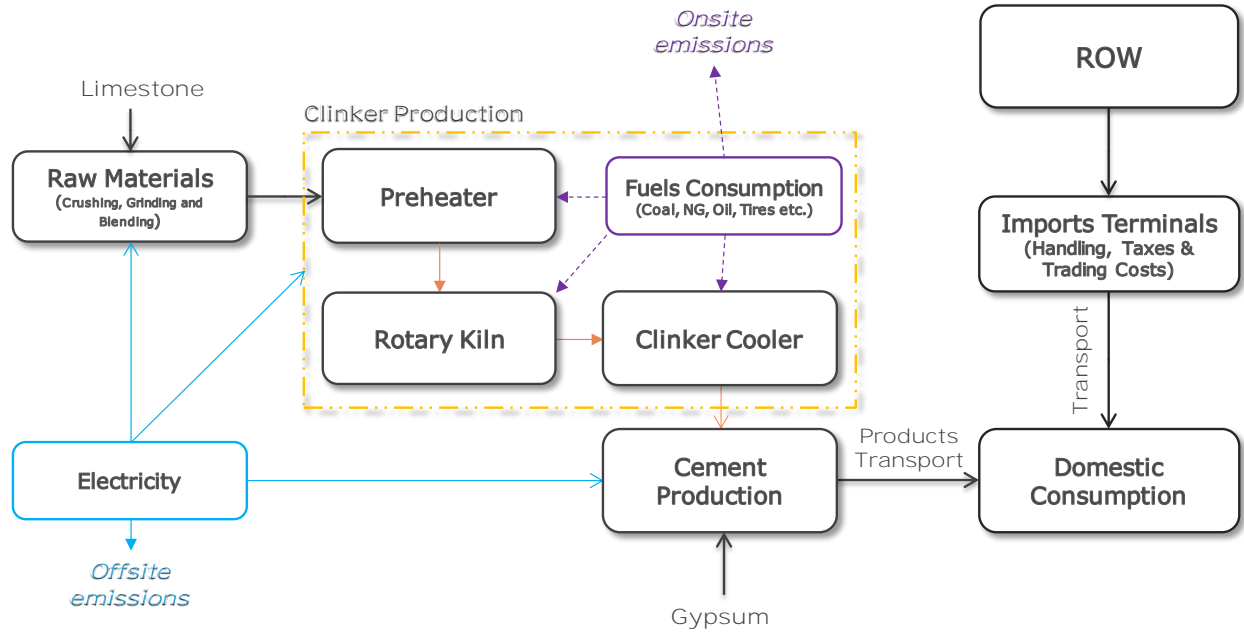 Onsite
emissions
ROW
Limestone
Clinker Production
Raw Materials
(Crushing, Grinding and
Blending)
Preheater
Fuels Consumption
(Coal, NG, Oil, Tires etc.)
Imports Terminals
(Handling, Taxes &
Trading Costs)
Rotary Kiln
Clinker Cooler
Transport
Electricity
Cement
Production
Products
Transport
Domestic
Consumption
Offsite
emissions
Gypsum